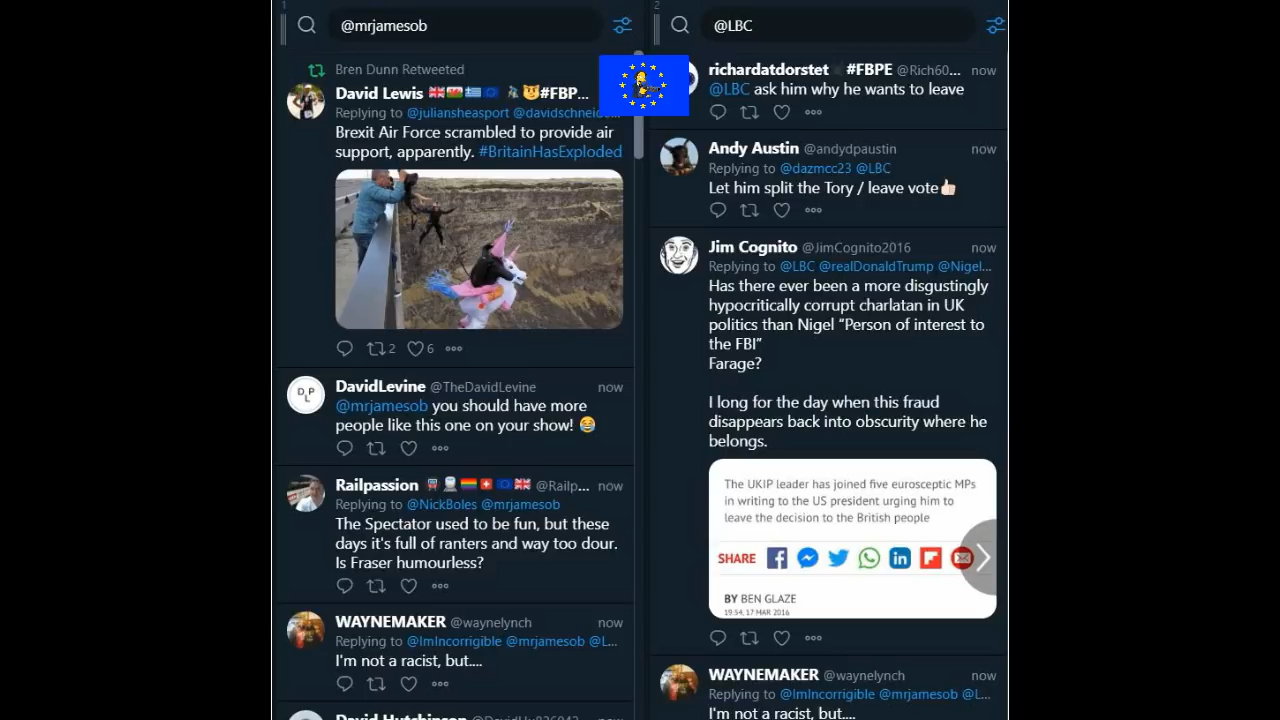 1
@mrjamesob
Bren Dunn Retweeted
David Lewis #FBP...
Replying to @juliansheasport @davidschneide...
Brexit Air Force scrambled to provide air
support, apparently. #BritainHasExploded
2 6
DavidLevine @TheDavidLevine now
DPL
@mrjamesob you should have more
people like this one on your show! 😂
Railpassion @Railp... now
Replying to @NickBoles @mrjamesob
The Spectator used to be fun, but these
days it's full of ranters and way too dour.
Is Fraser humourless?
WAYNEMAKER @waynelynch now
Replying to @ImIncorrigible @mrjamesob @L...
I'm not a racist, but....
David Hutchinson now
2
@LBC
richardatdorstet #FBPE @Rich60... now
@LBC ask him why he wants to leave
Andy Austin @andydpaustin now
Replying to @dazmcc23 @LBC
Let him split the Tory / leave vote👍🏻
Jim Cognito @JimCognito2016 now
Replying to @LBC @realDonaldTrump @Nigel...
Has there ever been a more disgustingly
hypocritically corrupt charlatan in UK
politics than Nigel “Person of interest to
the FBI”
Farage?
I long for the day when this fraud
disappears back into obscurity where he
belongs.
The UKIP leader has joined five eurosceptic MPs
in writing to the US president urging him to
leave the decision to the British people
SHARE
BY BEN GLAZE
19:54, 17 MAR 2016
WAYNEMAKER @waynelynch now
Replying to @ImIncorrigible @mrjamesob @L...
I'm not a racist, but....